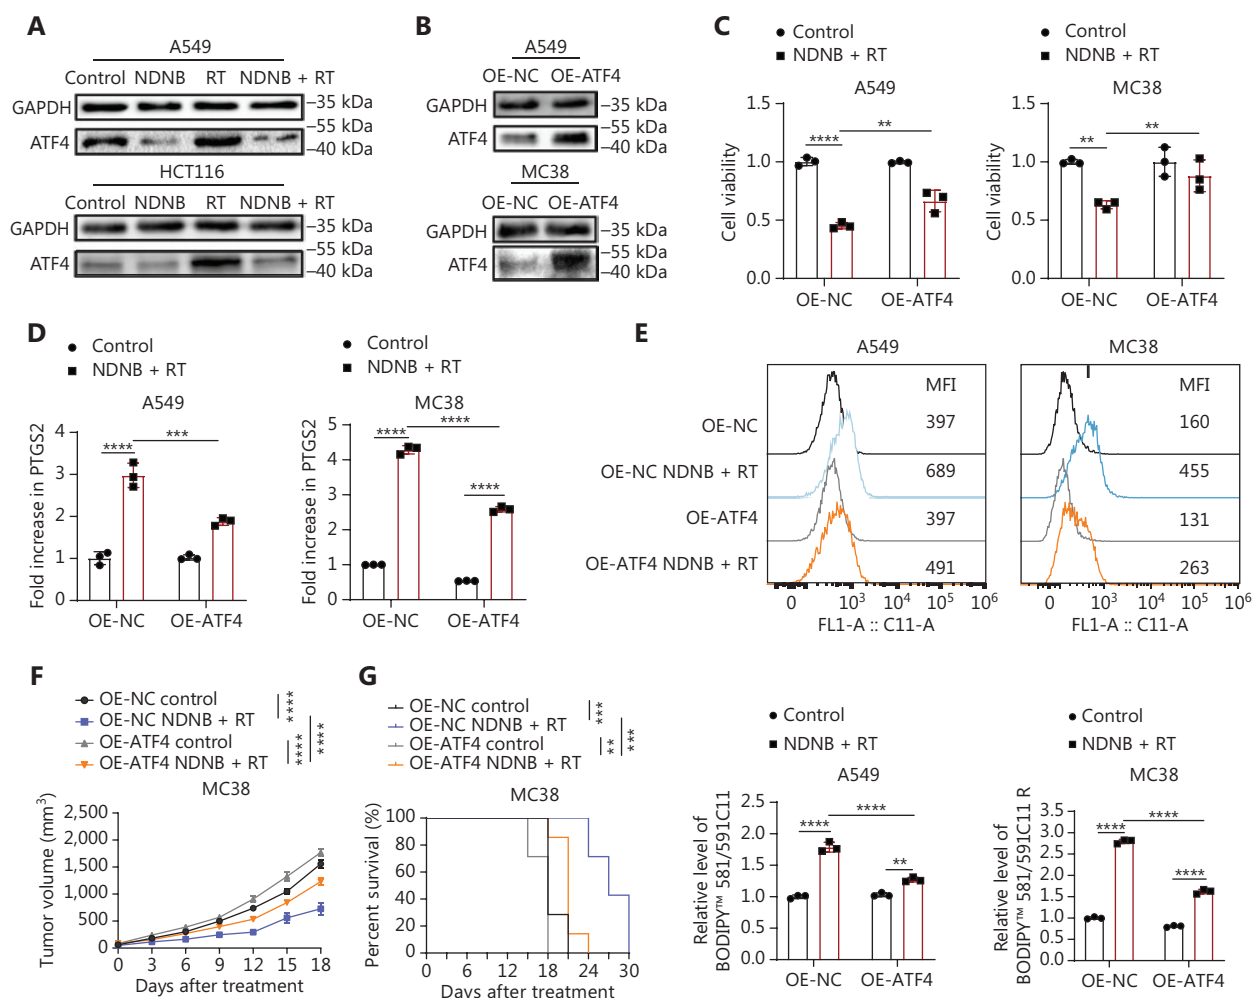 A
A549
Control NDNB RT NDNB + RT
GAPDH
–35 kDa
–55 kDa
ATF4
–40 kDa
HCT116
Control NDNB RT NDNB + RT
GAPDH
–35 kDa
–55 kDa
ATF4
–40 kDa
B
A549
OE-NC OE-ATF4
GAPDH
–35 kDa
–55 kDa
ATF4
–40 kDa
MC38
OE-NC OE-ATF4
GAPDH
–35 kDa
–55 kDa
ATF4
–40 kDa
C
Control
NDNB + RT
A549
Cell viability
1.5
1.0
0.5
0.0
**** **
OE-NC OE-ATF4
Control
NDNB + RT
MC38
Cell viability
1.5
1.0
0.5
0.0
** **
OE-NC OE-ATF4
D
Control
NDNB + RT
A549
Fold increase in PTGS2
4
3
2
1
0
**** ***
OE-NC OE-ATF4
Control
NDNB + RT
MC38
Fold increase in PTGS2
5
4
3
2
1
0
**** **** ****
OE-NC OE-ATF4
E
A549
MFI
OE-NC 397
OE-NC NDNB + RT 689
OE-ATF4 397
OE-ATF4 NDNB + RT 491
0 10³ 10⁴ 10⁵ 10⁶
FL1-A :: C11-A
MC38
MFI
160
455
131
263
0 10³ 10⁴ 10⁵ 10⁶
FL1-A :: C11-A
Control
NDNB + RT
A549
Relative level of
BODIPY™ 581/591C11
2.5
2.0
1.5
1.0
0.5
0.0
**** **** **
OE-NC OE-ATF4
Control
NDNB + RT
MC38
Relative level of
BODIPY™ 581/591C11 R
3.5
3.0
2.5
2.0
1.5
1.0
0.5
0.0
**** **** ****
OE-NC OE-ATF4
F
OE-NC control
OE-NC NDNB + RT
OE-ATF4 control
OE-ATF4 NDNB + RT
****
****
****
MC38
Tumor volume (mm³)
2,500
2,000
1,500
1,000
500
0
0 3 6 9 12 15 18
Days after treatment
G
OE-NC control
OE-NC NDNB + RT
OE-ATF4 control
OE-ATF4 NDNB + RT
***
**
***
MC38
Percent survival (%)
100
80
60
40
20
0
0 6 12 18 24 30
Days after treatment